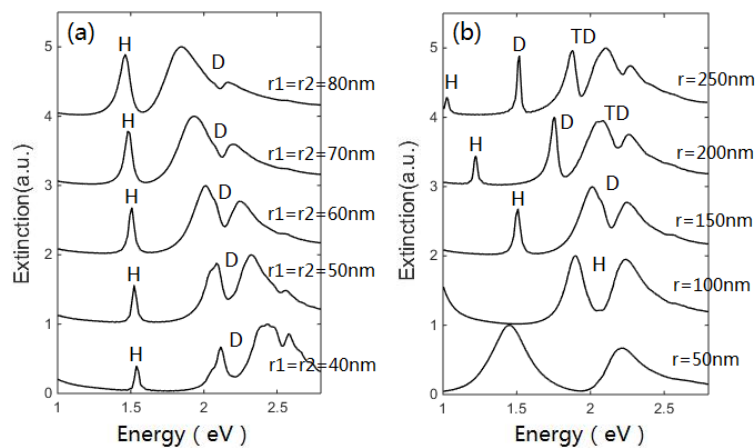 (a)
Extinction(a.u.)
5
4
3
2
1
0
H
D
r1=r2=80nm
H
D
r1=r2=70nm
H
D
r1=r2=60nm
H
D
r1=r2=50nm
H
D
r1=r2=40nm
1 1.5 2 2.5
Energy ( eV )
(b)
Extinction(a.u.)
5
4
3
2
1
0
H
D
TD
r=250nm
H
D
TD
r=200nm
H
D
r=150nm
H
r=100nm
r=50nm
1 1.5 2 2.5
Energy ( eV )